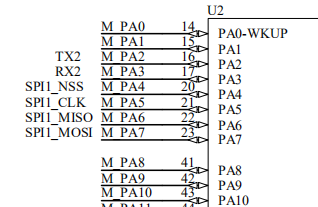 U2
M_PA0 14 PA0-WKUP
M_PA1 15 PA1
TX2 M_PA2 16 PA2
RX2 M_PA3 17 PA3
SPI1_NSS M_PA4 20 PA4
SPI1_CLK M_PA5 21 PA5
SPI1_MISO M_PA6 22 PA6
SPI1_MOSI M_PA7 23 PA7
M_PA8 41 PA8
M_PA9 42 PA9
M_PA10 43 PA10
M_PA11 44